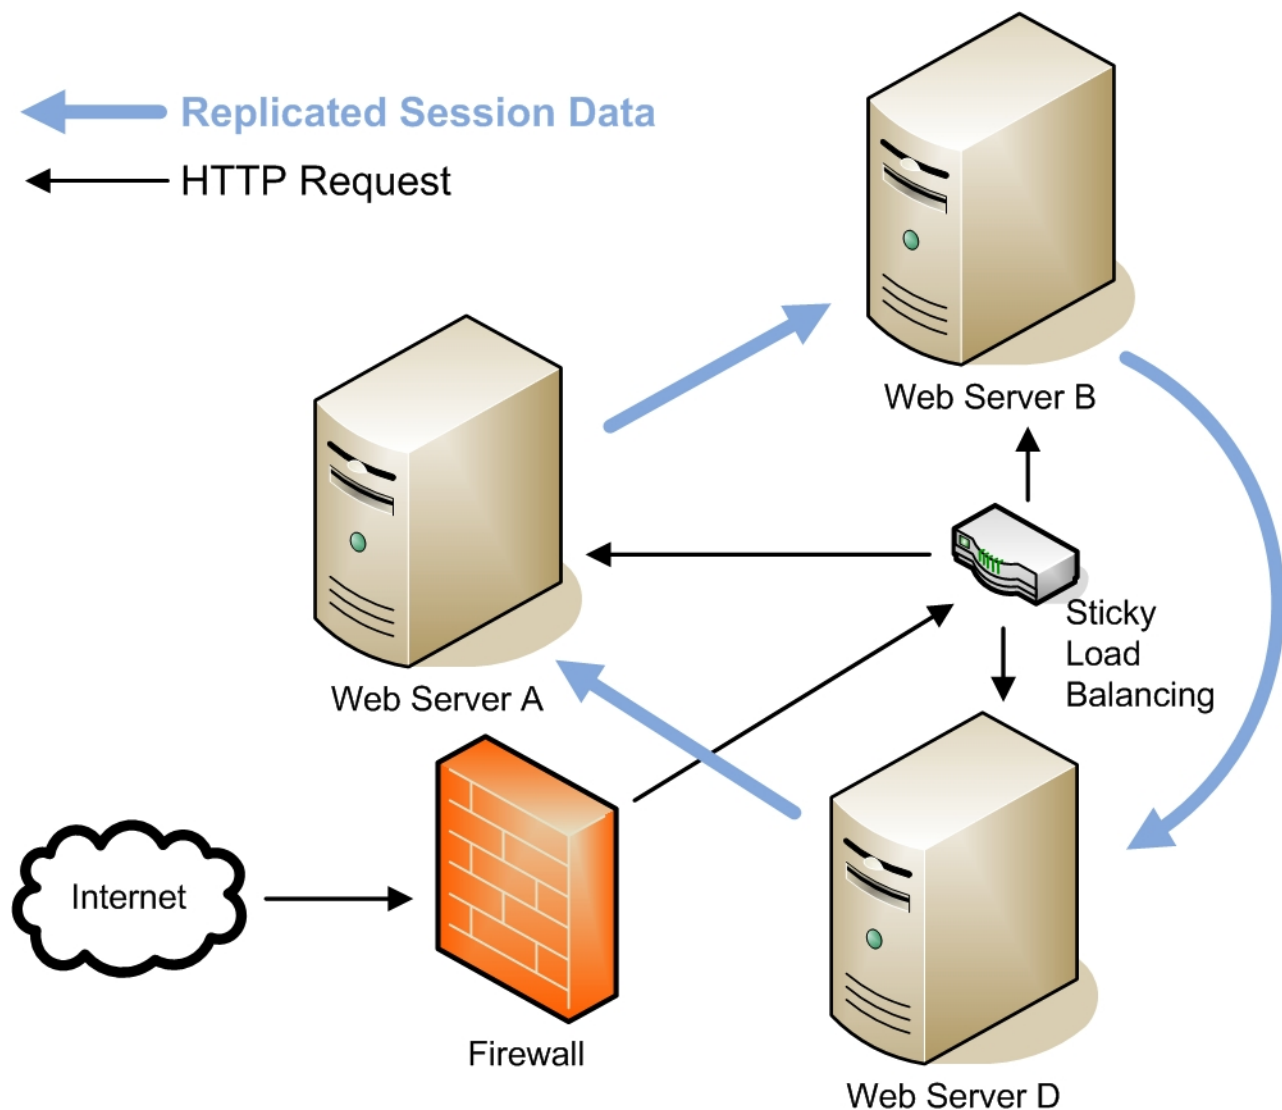 Replicated Session Data
HTTP Request
Web Server B
Sticky
Load
Balancing
Web Server A
Internet
Firewall
Web Server D